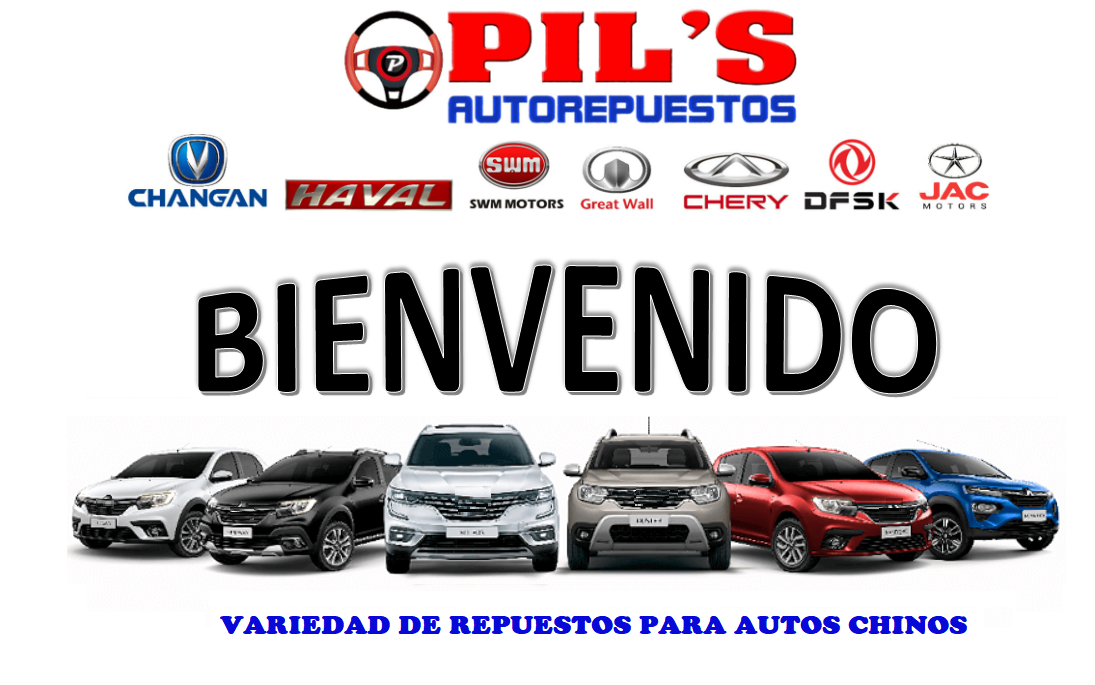 P
PIL'S
AUTOREPUESTOS
CHANGAN
HAVAL
SWM
SWM MOTORS
Great Wall
CHERY
DFSK
JAC
MOTORS
BIENVENIDO
DUSTER
VARIEDAD DE REPUESTOS PARA AUTOS CHINOS